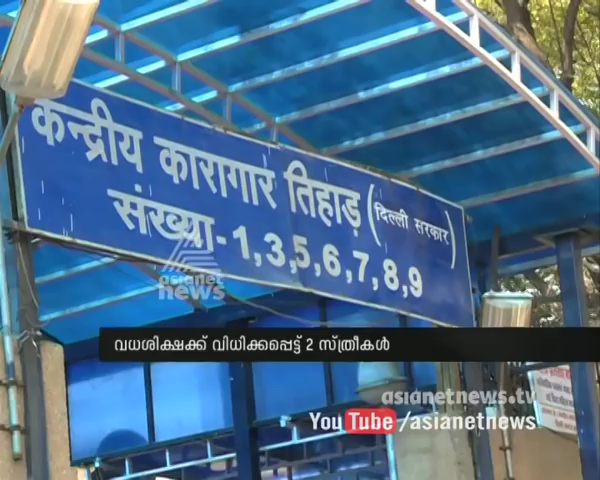 केन्द्रीय कारागार तिहाड़ (दिल्ली सरकार)
संख्या-1,3,5,6,7,8,9
asianet
news
വധശിക്ഷക്ക് വിധിക്കപ്പെട്ട് 2 സ്ത്രീകൾ
asianetnews.tv
YouTube/asianetnews